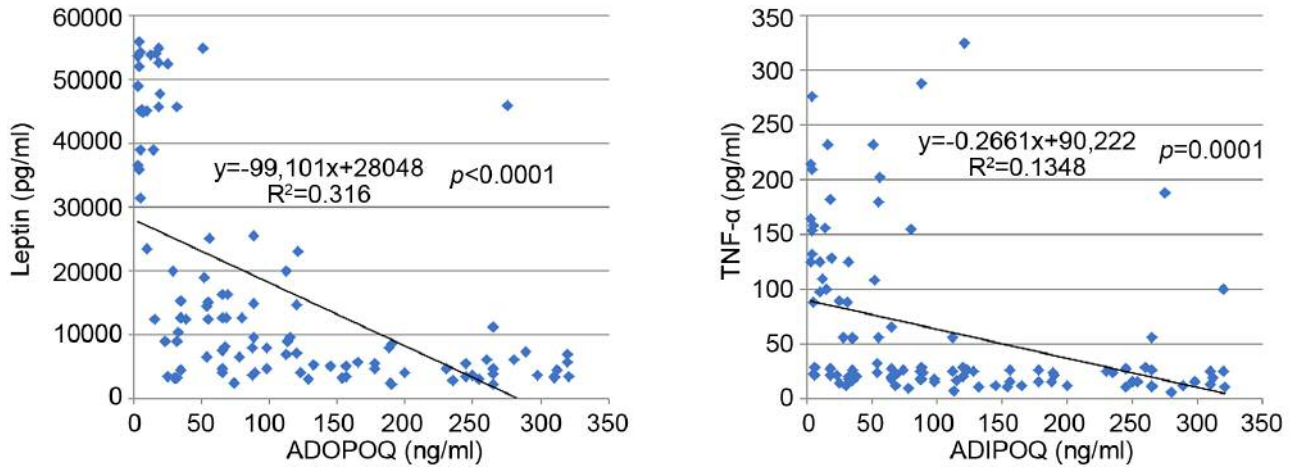 60000
50000
40000
30000
20000
10000
0
Leptin (pg/ml)
y=-99,101x+28048
R²=0.316
p<0.0001
0 50 100 150 200 250 300 350
ADOPOQ (ng/ml)
350
300
250
200
150
100
50
0
TNF-α (pg/ml)
y=-0.2661x+90,222
R²=0.1348
p=0.0001
0 50 100 150 200 250 300 350
ADIPOQ (ng/ml)